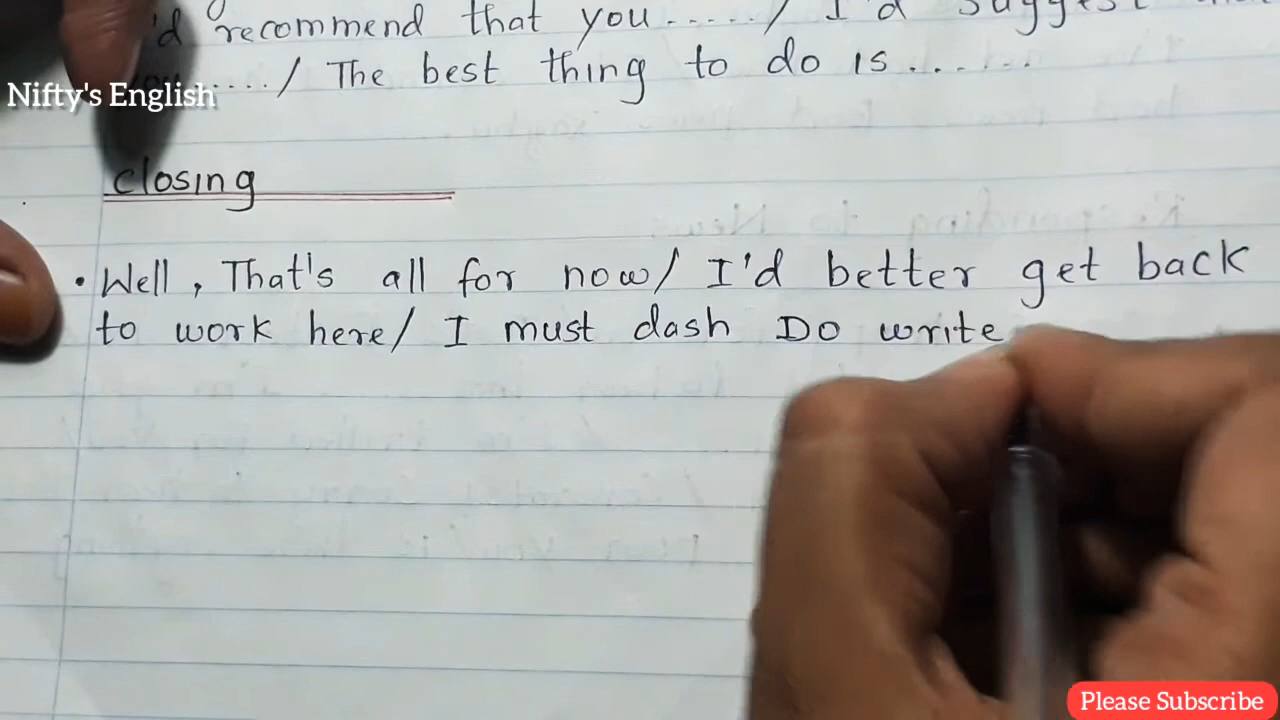 'd recommend that you...../ I'd suggest
..../ The best thing to do is......
Nifty's English
closing
• Well, That's all for now/ I'd better get back
to work here/ I must dash Do write
Please Subscribe